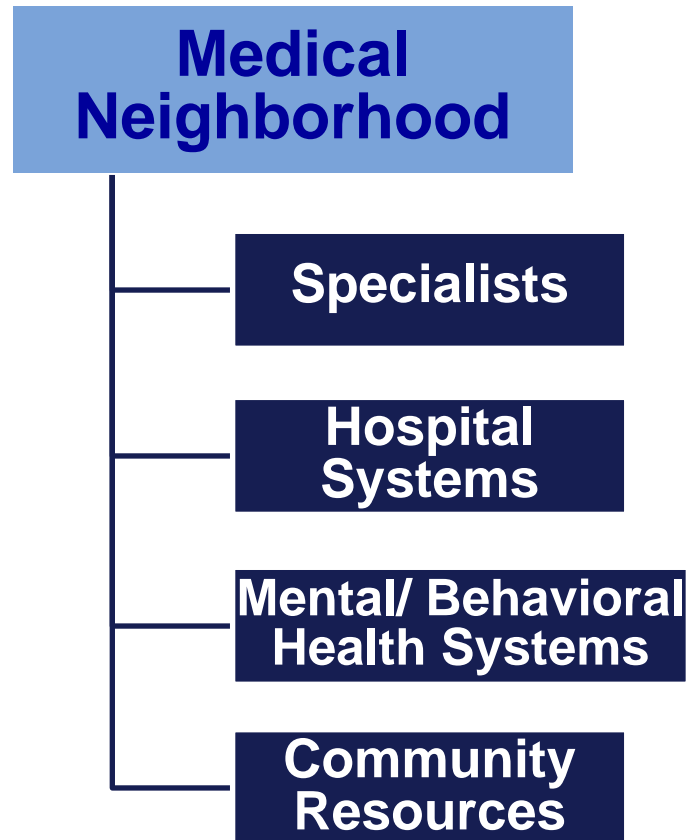 Medical
Neighborhood
Specialists
Hospital
Systems
Mental/ Behavioral
Health Systems
Community
Resources